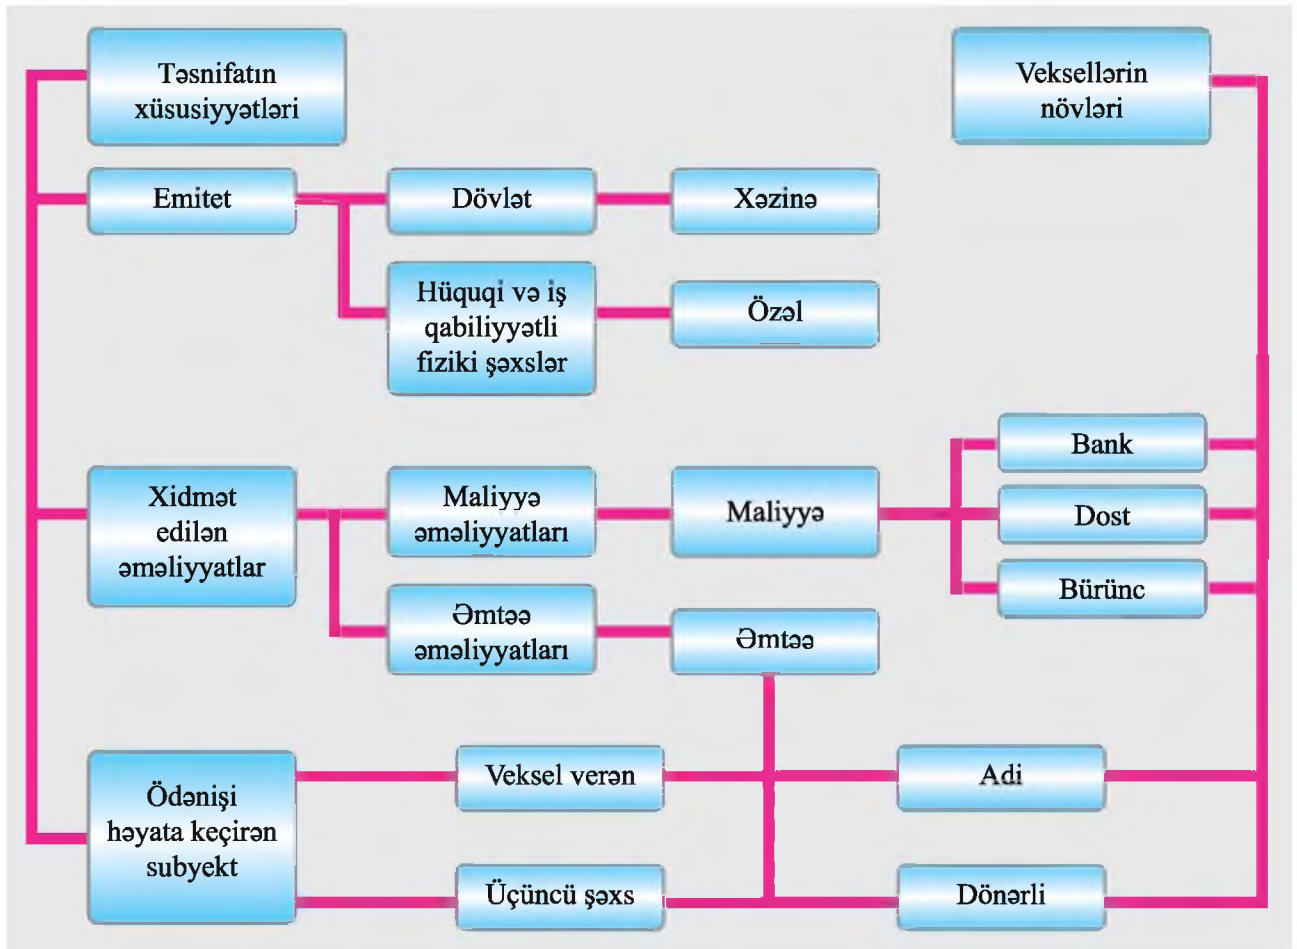 Təsnifatın
xüsusiyyətləri
Veksellərin
növləri
Emitet
Dövlət
Xəzinə
Hüquqi və iş
qabiliyyətli
fiziki şəxslər
Özəl
Xidmət
edilən
əməliyyatlar
Maliyyə
əməliyyatları
Maliyyə
Bank
Dost
Bürünc
Əmtəə
əməliyyatları
Əmtəə
Ödənişi
həyata keçirən
subyekt
Veksel verən
Adi
Üçüncü şəxs
Dönərli